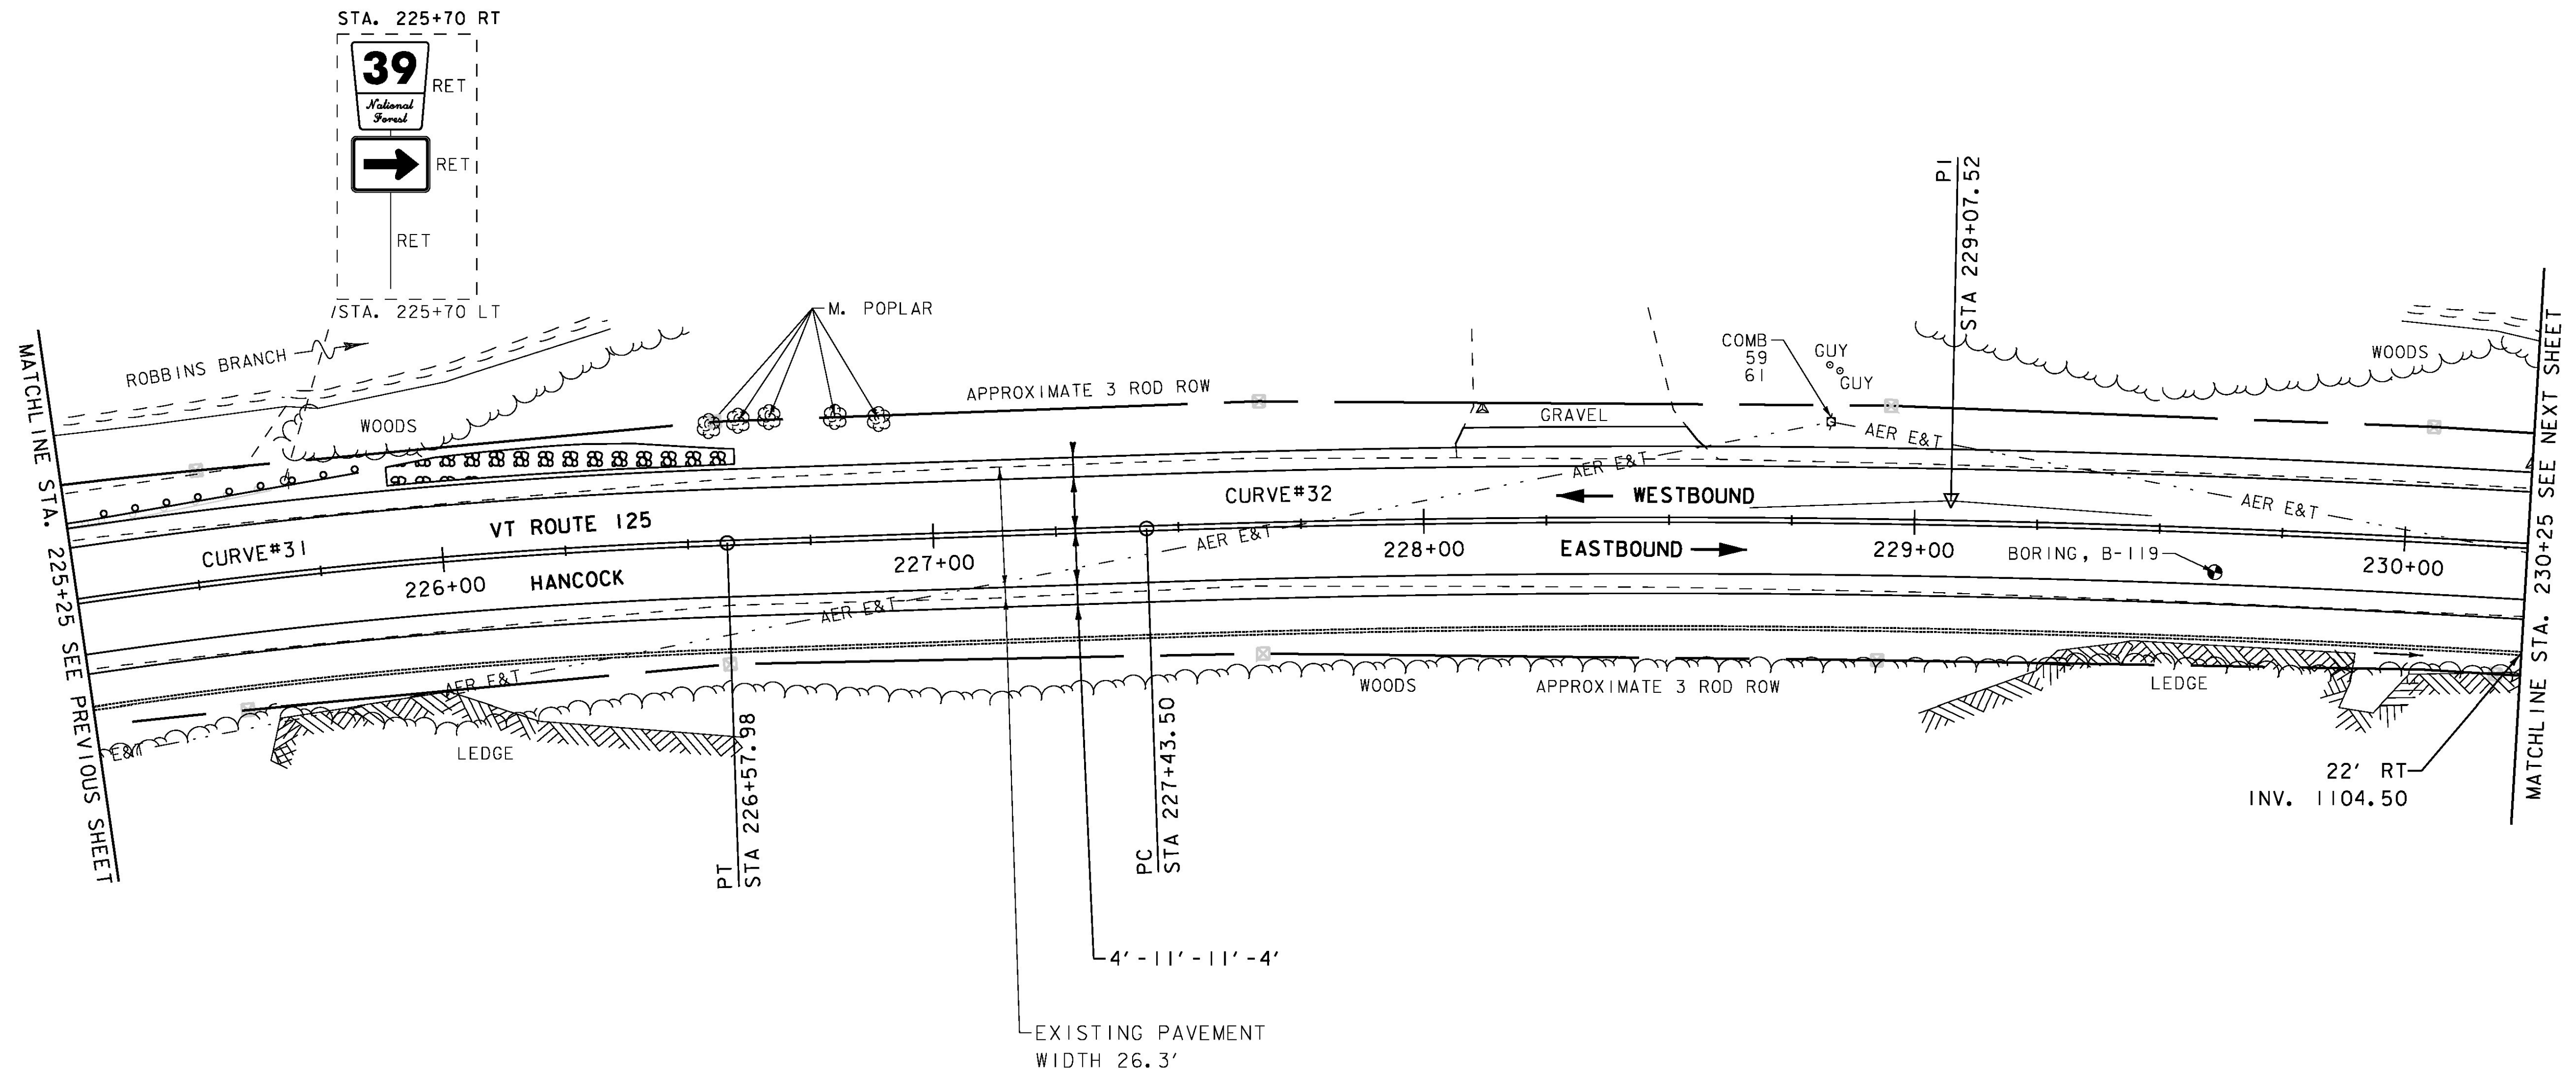 STA. 225+70 RT
39
National
Forest
RET
RET
RET
STA. 225+70 LT
M. POPLAR
ROBBINS BRANCH
WOODS
APPROXIMATE 3 ROD ROW
GRAVEL
COMB
59
61
GUY
GUY
PI
STA 229+07.52
WOODS
MATCHLINE STA. 225+25 SEE PREVIOUS SHEET
MATCHLINE STA. 230+25 SEE NEXT SHEET
AER E&T
AER E&T
AER E&T
AER E&T
AER E&T
AER E&T
E&T
CURVE#31
VT ROUTE 125
CURVE#32
WESTBOUND
226+00
HANCOCK
227+00
228+00
EASTBOUND
229+00
BORING, B-119
230+00
LEDGE
WOODS
APPROXIMATE 3 ROD ROW
LEDGE
PT
STA 226+57.98
PC
STA 227+43.50
22' RT
INV. 1104.50
4'-11'-11'-4'
EXISTING PAVEMENT
WIDTH 26.3'